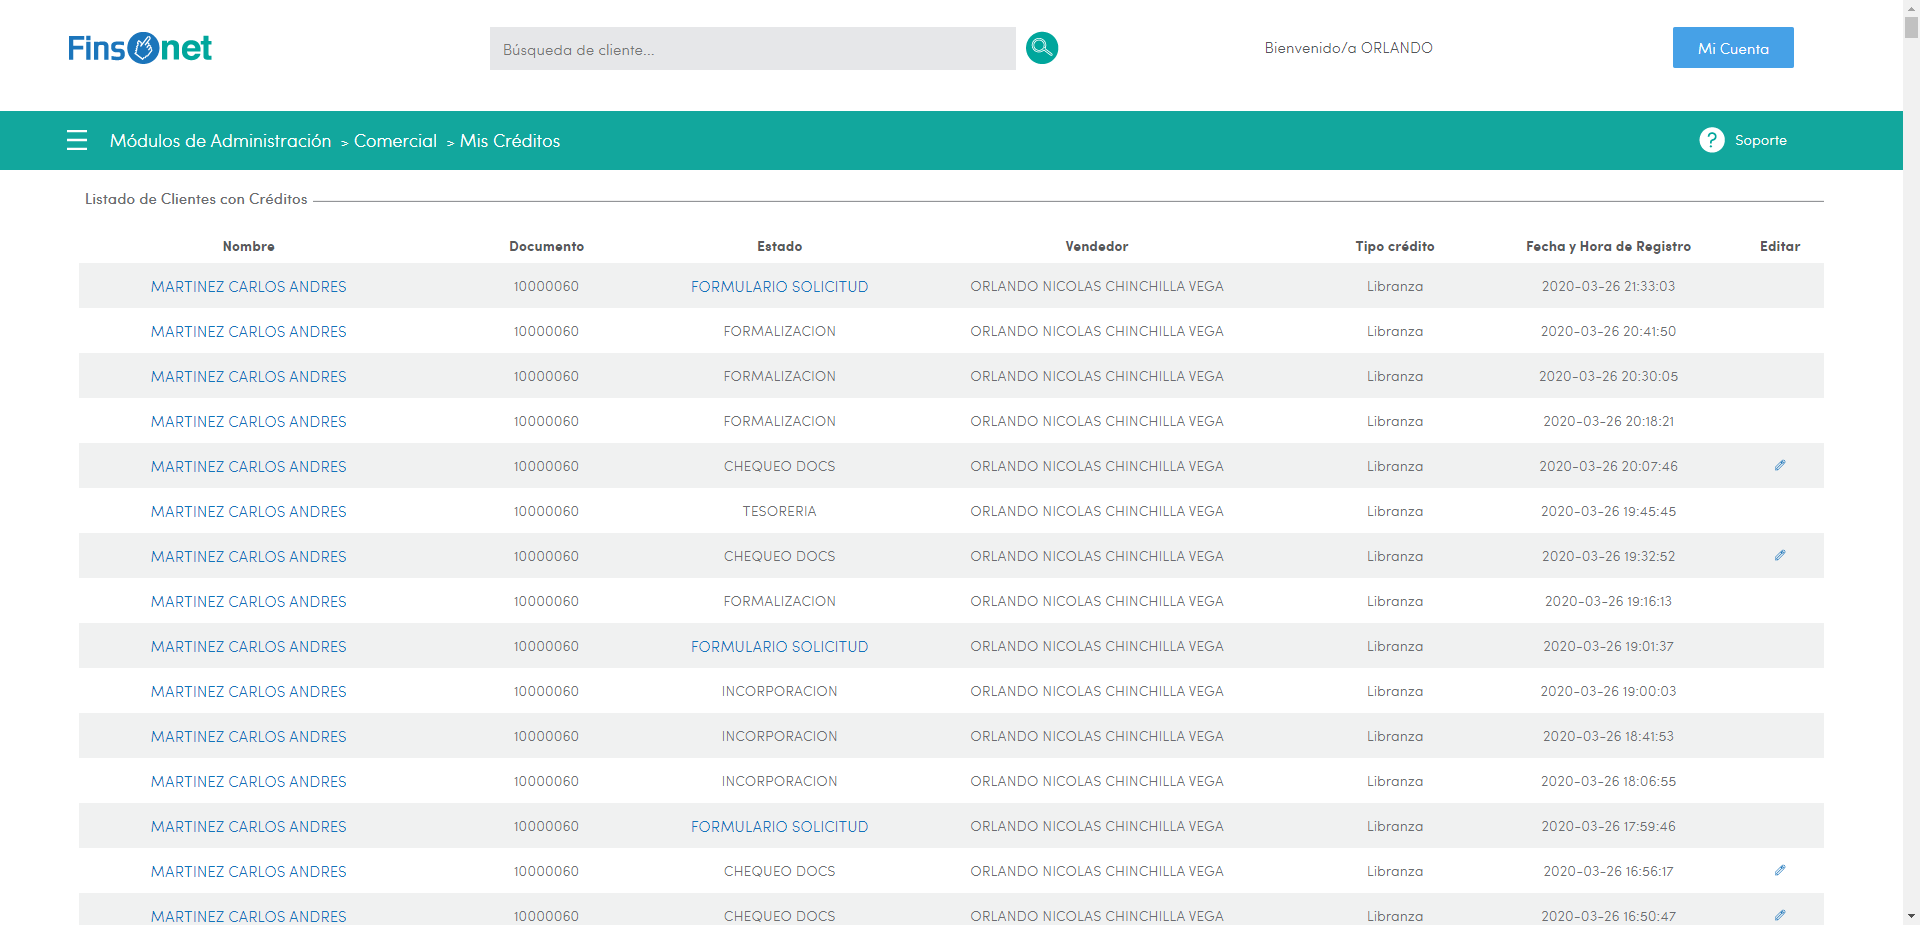 Finsonet
Búsqueda de cliente...
Bienvenido/a ORLANDO
Mi Cuenta
Módulos de Administración > Comercial > Mis Créditos
? Soporte
Listado de Clientes con Créditos
Nombre Documento Estado Vendedor Tipo crédito Fecha y Hora de Registro Editar
MARTINEZ CARLOS ANDRES 10000060 FORMULARIO SOLICITUD ORLANDO NICOLAS CHINCHILLA VEGA Libranza 2020-03-26 21:33:03
MARTINEZ CARLOS ANDRES 10000060 FORMALIZACION ORLANDO NICOLAS CHINCHILLA VEGA Libranza 2020-03-26 20:41:50
MARTINEZ CARLOS ANDRES 10000060 FORMALIZACION ORLANDO NICOLAS CHINCHILLA VEGA Libranza 2020-03-26 20:30:05
MARTINEZ CARLOS ANDRES 10000060 FORMALIZACION ORLANDO NICOLAS CHINCHILLA VEGA Libranza 2020-03-26 20:18:21
MARTINEZ CARLOS ANDRES 10000060 CHEQUEO DOCS ORLANDO NICOLAS CHINCHILLA VEGA Libranza 2020-03-26 20:07:46
MARTINEZ CARLOS ANDRES 10000060 TESORERIA ORLANDO NICOLAS CHINCHILLA VEGA Libranza 2020-03-26 19:45:45
MARTINEZ CARLOS ANDRES 10000060 CHEQUEO DOCS ORLANDO NICOLAS CHINCHILLA VEGA Libranza 2020-03-26 19:32:52
MARTINEZ CARLOS ANDRES 10000060 FORMALIZACION ORLANDO NICOLAS CHINCHILLA VEGA Libranza 2020-03-26 19:16:13
MARTINEZ CARLOS ANDRES 10000060 FORMULARIO SOLICITUD ORLANDO NICOLAS CHINCHILLA VEGA Libranza 2020-03-26 19:01:37
MARTINEZ CARLOS ANDRES 10000060 INCORPORACION ORLANDO NICOLAS CHINCHILLA VEGA Libranza 2020-03-26 19:00:03
MARTINEZ CARLOS ANDRES 10000060 INCORPORACION ORLANDO NICOLAS CHINCHILLA VEGA Libranza 2020-03-26 18:41:53
MARTINEZ CARLOS ANDRES 10000060 INCORPORACION ORLANDO NICOLAS CHINCHILLA VEGA Libranza 2020-03-26 18:06:55
MARTINEZ CARLOS ANDRES 10000060 FORMULARIO SOLICITUD ORLANDO NICOLAS CHINCHILLA VEGA Libranza 2020-03-26 17:59:46
MARTINEZ CARLOS ANDRES 10000060 CHEQUEO DOCS ORLANDO NICOLAS CHINCHILLA VEGA Libranza 2020-03-26 16:56:17
MARTINEZ CARLOS ANDRES 10000060 CHEQUEO DOCS ORLANDO NICOLAS CHINCHILLA VEGA Libranza 2020-03-26 16:50:47